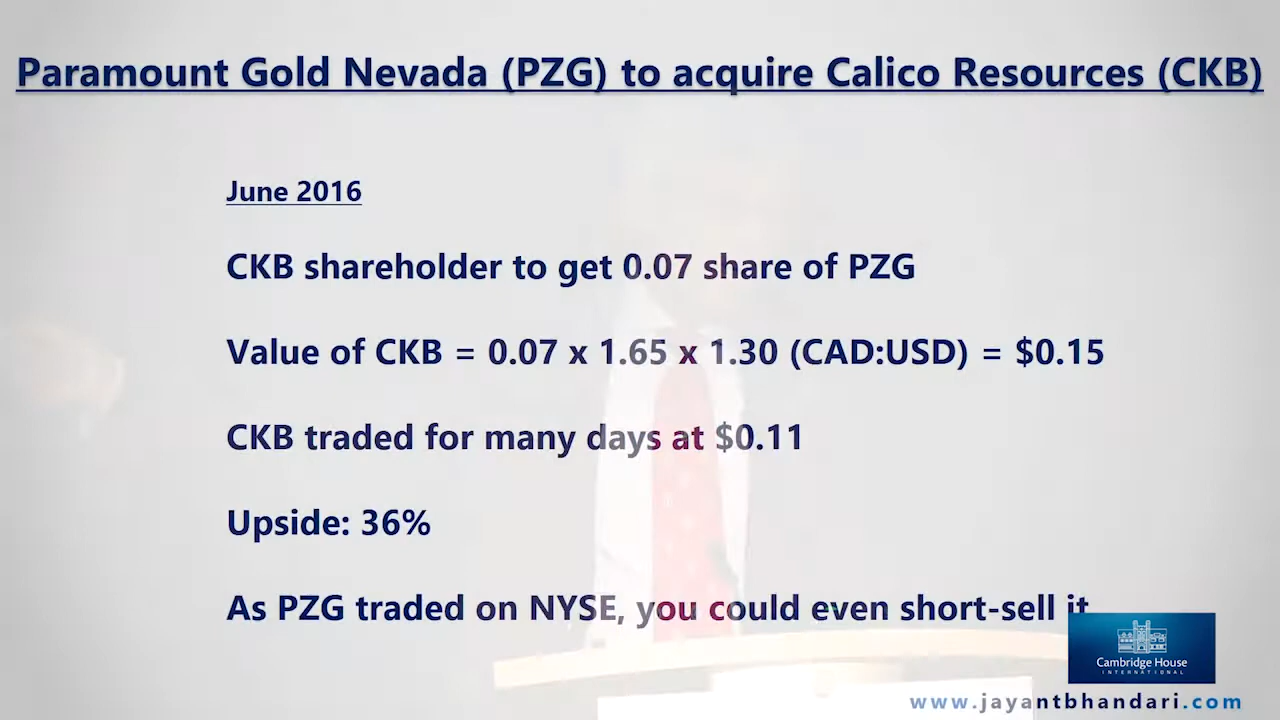 Paramount Gold Nevada (PZG) to acquire Calico Resources (CKB)
June 2016
CKB shareholder to get 0.07 share of PZG
Value of CKB = 0.07 x 1.65 x 1.30 (CAD:USD) = $0.15
CKB traded for many days at $0.11
Upside: 36%
As PZG traded on NYSE, you could even short-sell it
Cambridge House
INTERNATIONAL
www.jayantbhandari.com